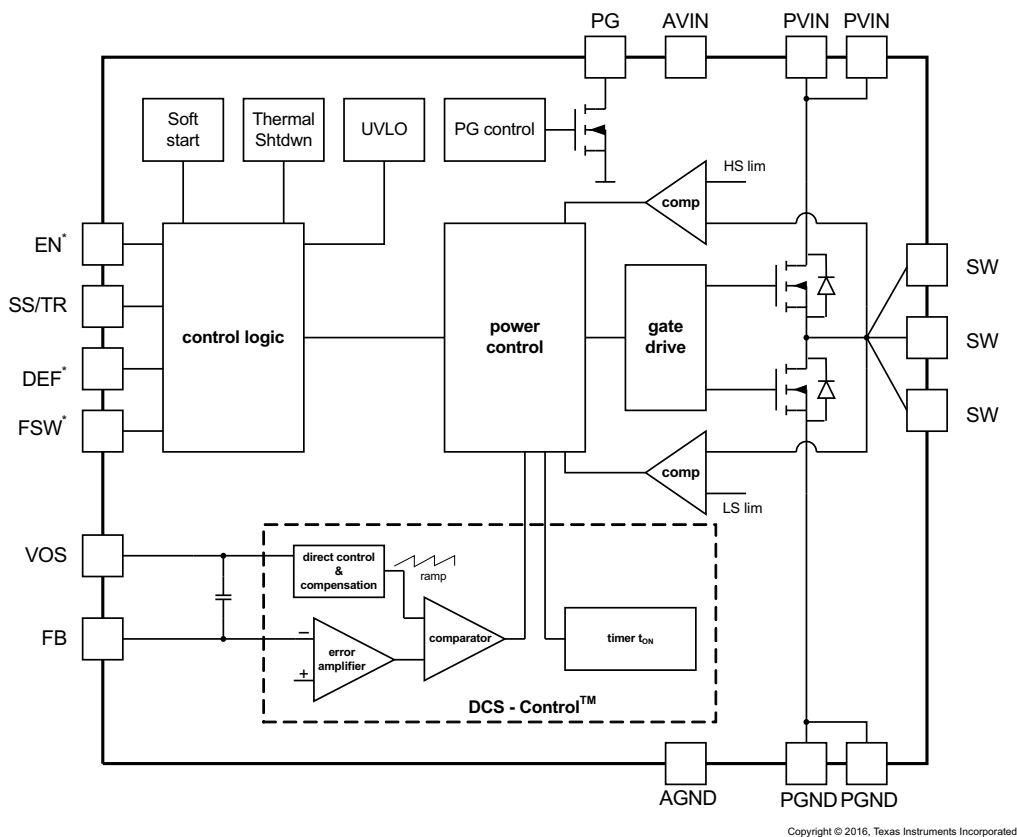 PG
AVIN
PVIN
PVIN
Soft
start
Thermal
Shtdwn
UVLO
PG control
HS lim
comp
EN*
SS/TR
DEF*
FSW*
control logic
power
control
gate
drive
SW
SW
SW
comp
LS lim
VOS
FB
direct control
&
compensation
ramp
error
amplifier
−
+
comparator
timer tON
DCS - Control™
AGND
PGND
PGND
Copyright © 2016, Texas Instruments Incorporated